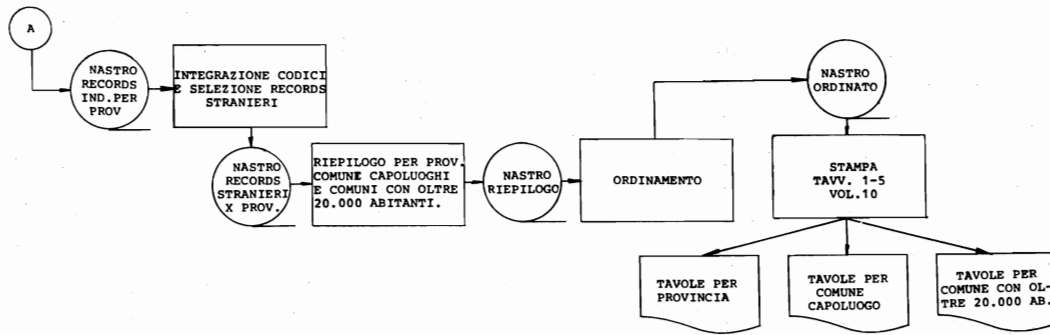 A
NASTRO
RECORDS
IND.PER
PROV
INTEGRAZIONE CODICI
E SELEZIONE RECORDS
STRANIERI
NASTRO
RECORDS
STRANIERI
X PROV.
RIEPILOGO PER PROV.
COMUNE CAPOLUOGHI
E COMUNI CON OLTRE
20.000 ABITANTI.
NASTRO
RIEPILOGO
ORDINAMENTO
NASTRO
ORDINATO
STAMPA
TAVV. 1-5
VOL.10
TAVOLE PER
PROVINCIA
TAVOLE PER
COMUNE
CAPOLUOGO
TAVOLE PER
COMUNE CON OL-
TRE 20.000 AB.